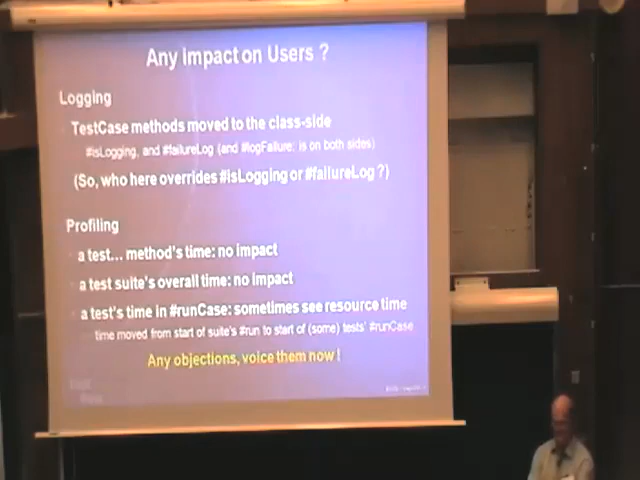 Any Impact on Users ?
Logging
TestCase methods moved to the class-side
#isLogging, and #failureLog (and #logFailure: is on both sides)
(So, who here overrides #isLogging or #failureLog ?)
Profiling
a test... method's time: no impact
a test suite's overall time: no impact
a test's time in #runCase: sometimes see resource time
time moved from start of suite's #run to start of (some) tests' #runCase
Any objections, voice them now !